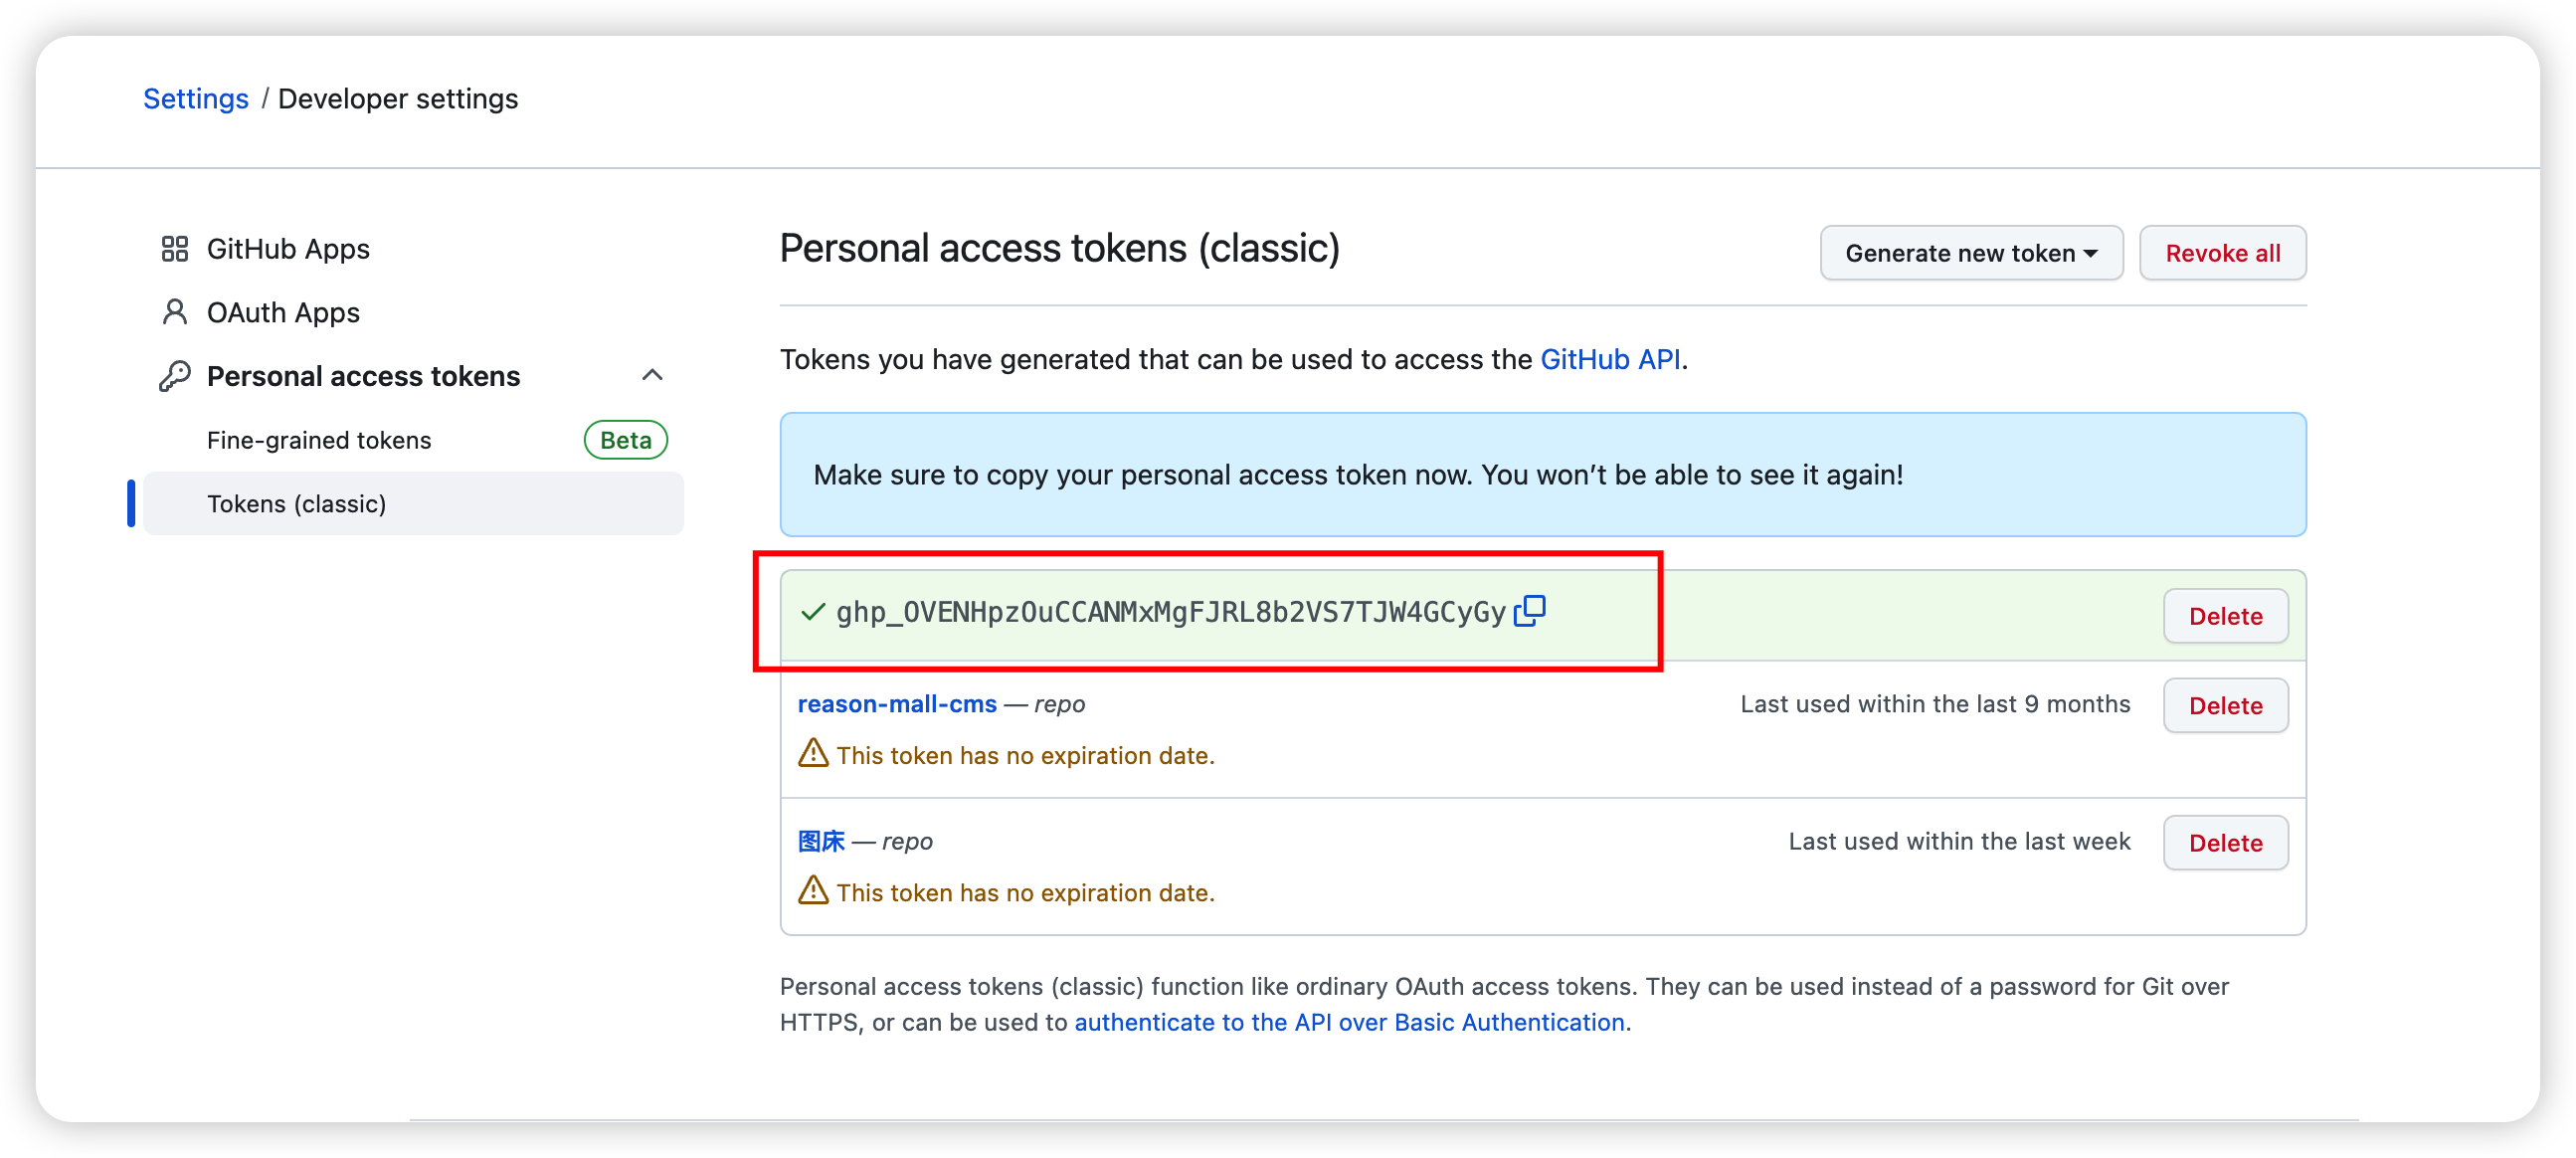 Settings / Developer settings
GitHub Apps
OAuth Apps
Personal access tokens
Fine-grained tokens
Beta
Tokens (classic)
Personal access tokens (classic)
Generate new token
Revoke all
Tokens you have generated that can be used to access the GitHub API.
Make sure to copy your personal access token now. You won’t be able to see it again!
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
Delete
reason-mall-cms — repo
Last used within the last 9 months
Delete
This token has no expiration date.
图床 — repo
Last used within the last week
Delete
This token has no expiration date.
Personal access tokens (classic) function like ordinary OAuth access tokens. They can be used instead of a password for Git over
HTTPS, or can be used to authenticate to the API over Basic Authentication.